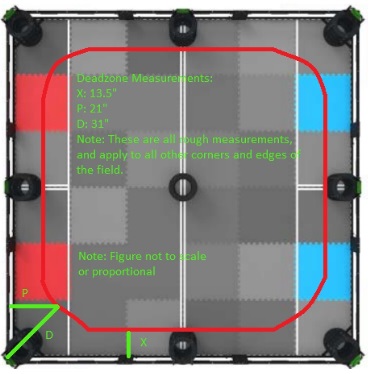 Deadzone Measurements:
X: 13.5"
P: 21"
D: 31"
Note: These are all rough measurements,
and apply to all other corners and edges of
the field.
Note: Figure not to scale
or proportional
P
D
X